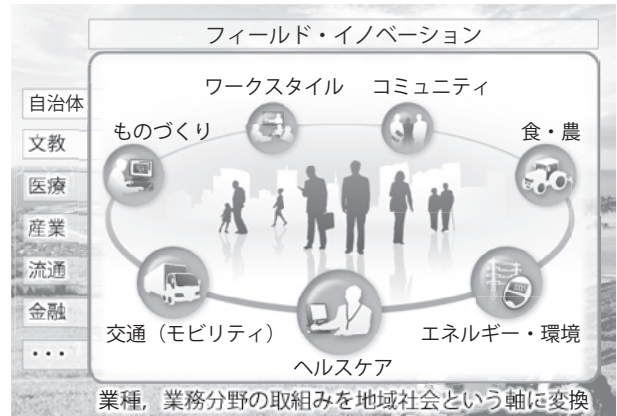 フィールド・イノベーション
ワークスタイル
コミュニティ
ものづくり
食・農
交通（モビリティ）
エネルギー・環境
ヘルスケア
自治体
文教
医療
産業
流通
金融
・・・
業種，業務分野の取組みを地域社会という軸に変換